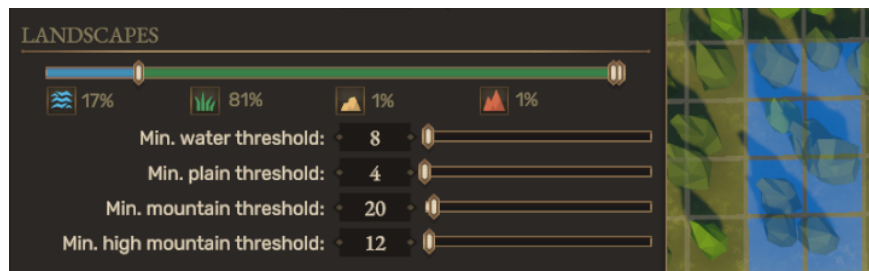 LANDSCAPES
17% 81% 1% 1%
Min. water threshold: 8
Min. plain threshold: 4
Min. mountain threshold: 20
Min. high mountain threshold: 12